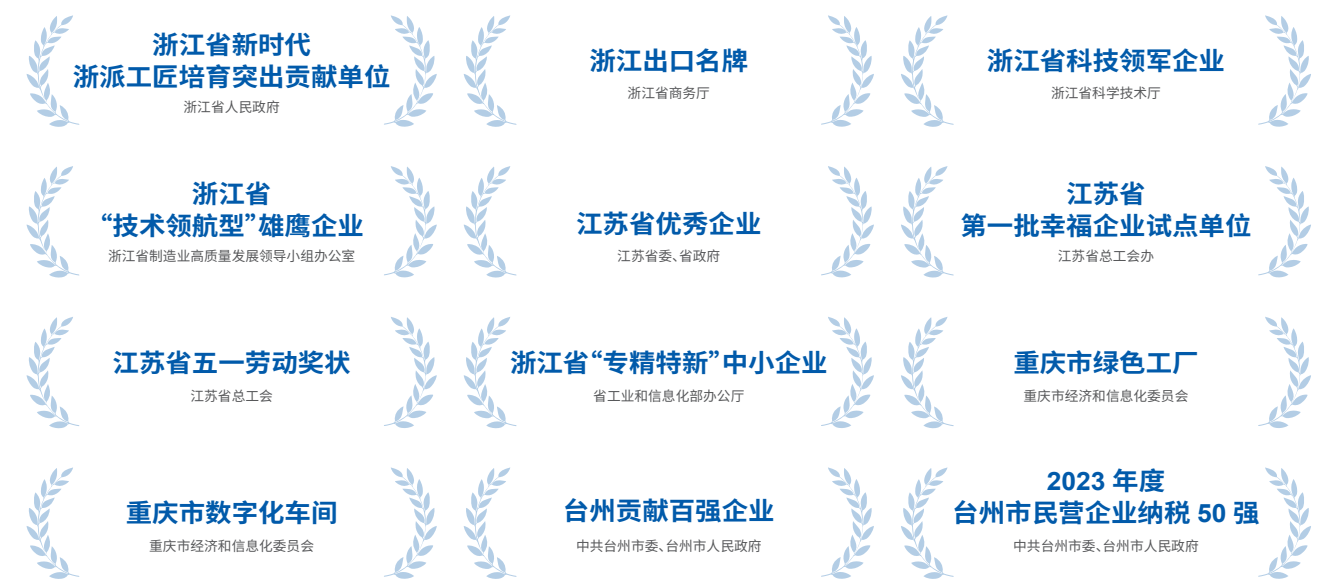 浙江省新时代
浙派工匠培育突出贡献单位
浙江省人民政府
浙江出口名牌
浙江省商务厅
浙江省科技领军企业
浙江省科学技术厅
浙江省
“技术领航型”雄鹰企业
浙江省制造业高质量发展领导小组办公室
江苏省优秀企业
江苏省委、省政府
江苏省
第一批幸福企业试点单位
江苏省总工会办
江苏省五一劳动奖状
江苏省总工会
浙江省“专精特新”中小企业
省工业和信息化部办公厅
重庆市绿色工厂
重庆市经济和信息化委员会
重庆市数字化车间
重庆市经济和信息化委员会
台州贡献百强企业
中共台州市委、台州市人民政府
2023 年度
台州市民营企业纳税 50 强
中共台州市委、台州市人民政府